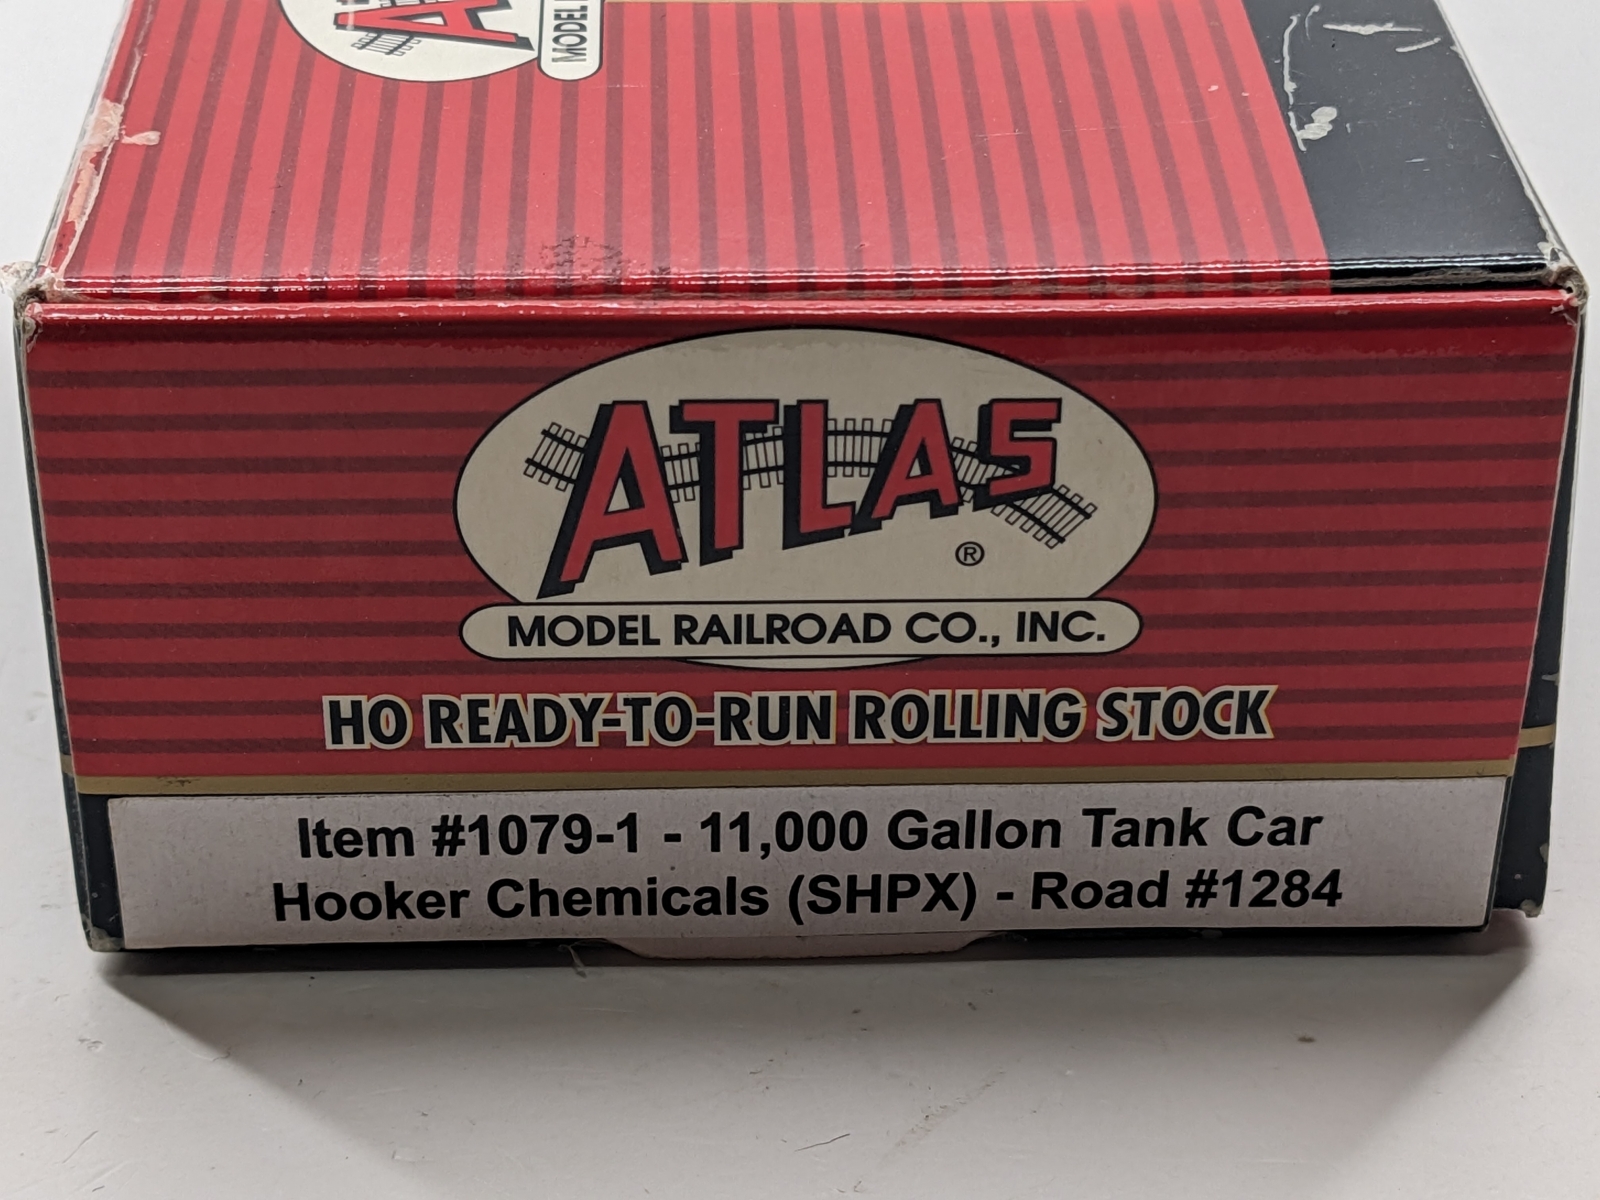 MODEL
ATLAS
®
MODEL RAILROAD CO., INC.
HO READY-TO-RUN ROLLING STOCK
Item #1079-1 - 11,000 Gallon Tank Car
Hooker Chemicals (SHPX) - Road #1284